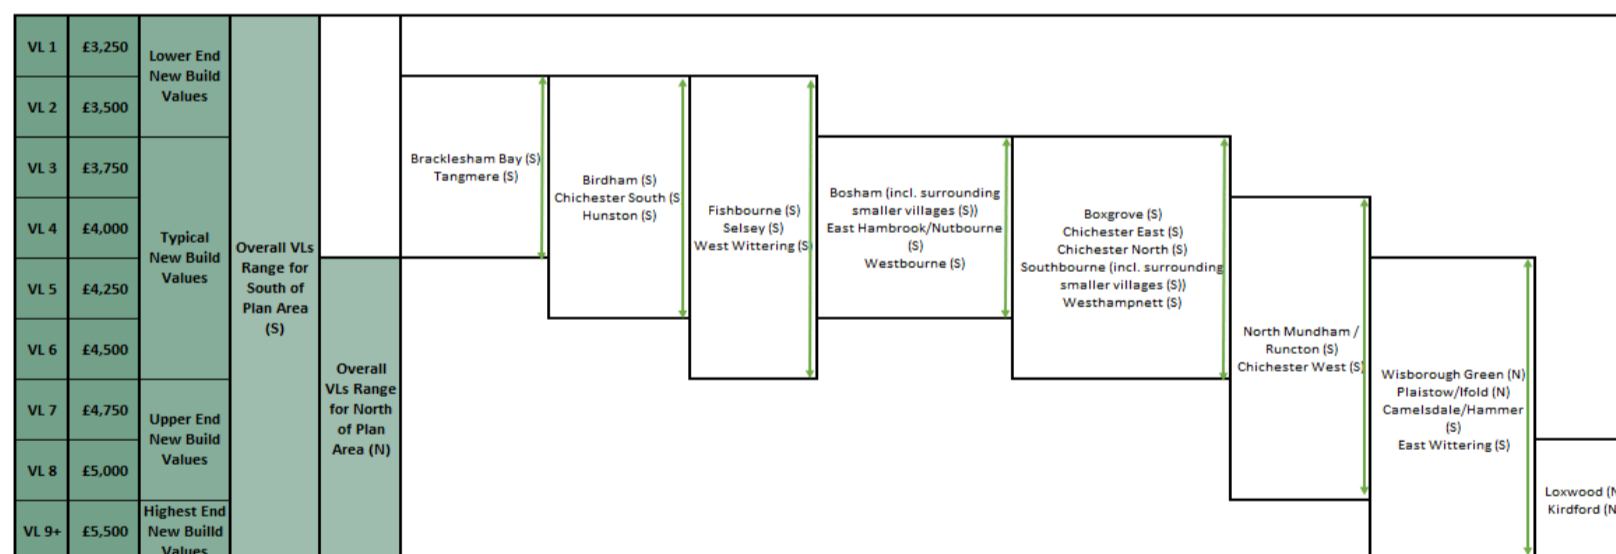 VL 1 £3,250
Lower End
New Build
Values
VL 2 £3,500
VL 3 £3,750
VL 4 £4,000
Typical
New Build
Values
VL 5 £4,250
VL 6 £4,500
VL 7 £4,750
Upper End
New Build
Values
VL 8 £5,000
VL 9+ £5,500
Highest End
New Builld
Values
Overall VLs
Range for
South of
Plan Area
(S)
Overall
VLs Range
for North
of Plan
Area (N)
Bracklesham Bay (S)
Tangmere (S)
Birdham (S)
Chichester South (S
Hunston (S)
Fishbourne (S)
Selsey (S)
West Wittering (S)
Bosham (incl. surrounding
smaller villages (S))
East Hambrook/Nutbourne
(S)
Westbourne (S)
Boxgrove (S)
Chichester East (S)
Chichester North (S)
Southbourne (incl. surrounding
smaller villages (S))
Westhampnett (S)
North Mundham /
Runcton (S)
Chichester West (S)
Wisborough Green (N)
Plaistow/Ifold (N)
Camelsdale/Hammer
(S)
East Wittering (S)
Loxwood (N
Kirdford (N